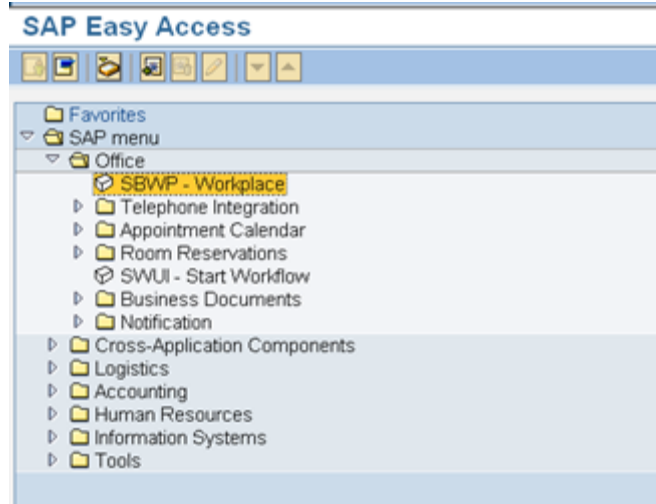 SAP Easy Access
Favorites
SAP menu
Office
SBWP - Workplace
Telephone Integration
Appointment Calendar
Room Reservations
SWUI - Start Workflow
Business Documents
Notification
Cross-Application Components
Logistics
Accounting
Human Resources
Information Systems
Tools